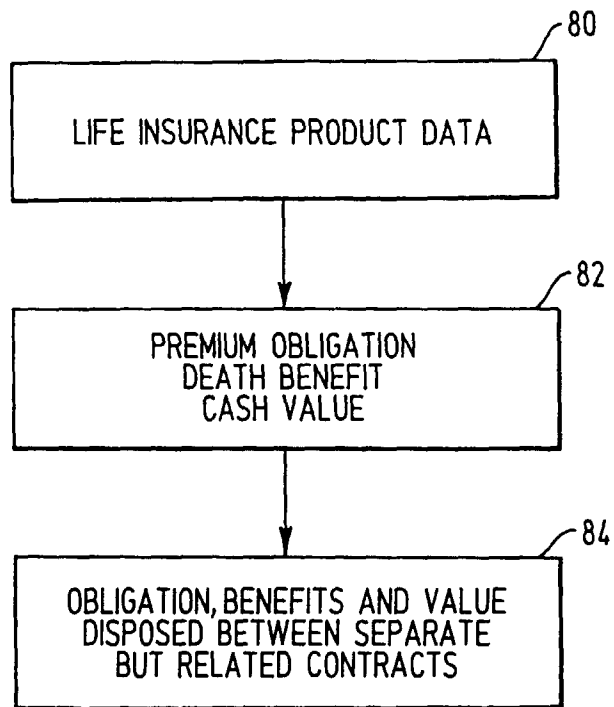 80
LIFE INSURANCE PRODUCT DATA
82
PREMIUM OBLIGATION
DEATH BENEFIT
CASH VALUE
84
OBLIGATION, BENEFITS AND VALUE
DISPOSED BETWEEN SEPARATE
BUT RELATED CONTRACTS